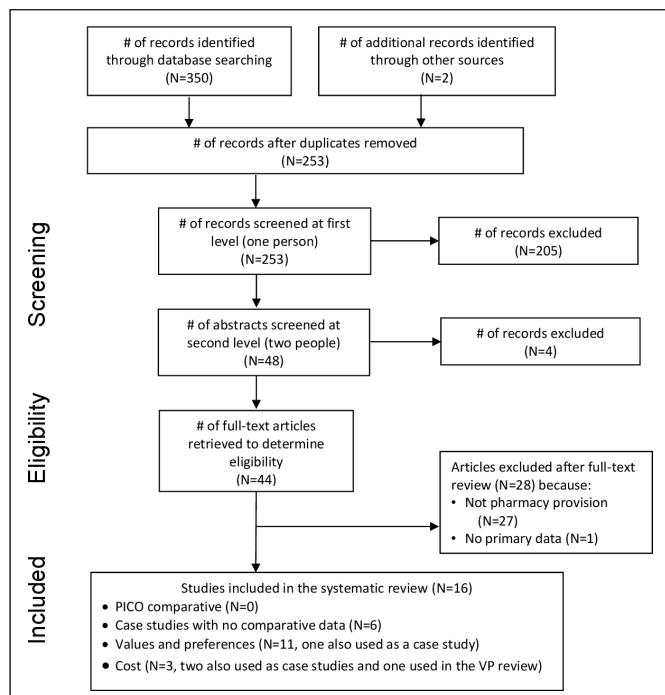 # of records identified
through database searching
(N=350)
# of additional records identified
through other sources
(N=2)
# of records after duplicates removed
(N=253)
Screening
# of records screened at first
level (one person)
(N=253)
# of records excluded
(N=205)
# of abstracts screened at
second level (two people)
(N=48)
# of records excluded
(N=4)
Eligibility
# of full-text articles
retrieved to determine
eligibility
(N=44)
Articles excluded after full-text
review (N=28) because:
• Not pharmacy provision
(N=27)
• No primary data (N=1)
Included
Studies included in the systematic review (N=16)
• PICO comparative (N=0)
• Case studies with no comparative data (N=6)
• Values and preferences (N=11, one also used as a case study)
• Cost (N=3, two also used as case studies and one used in the VP review)